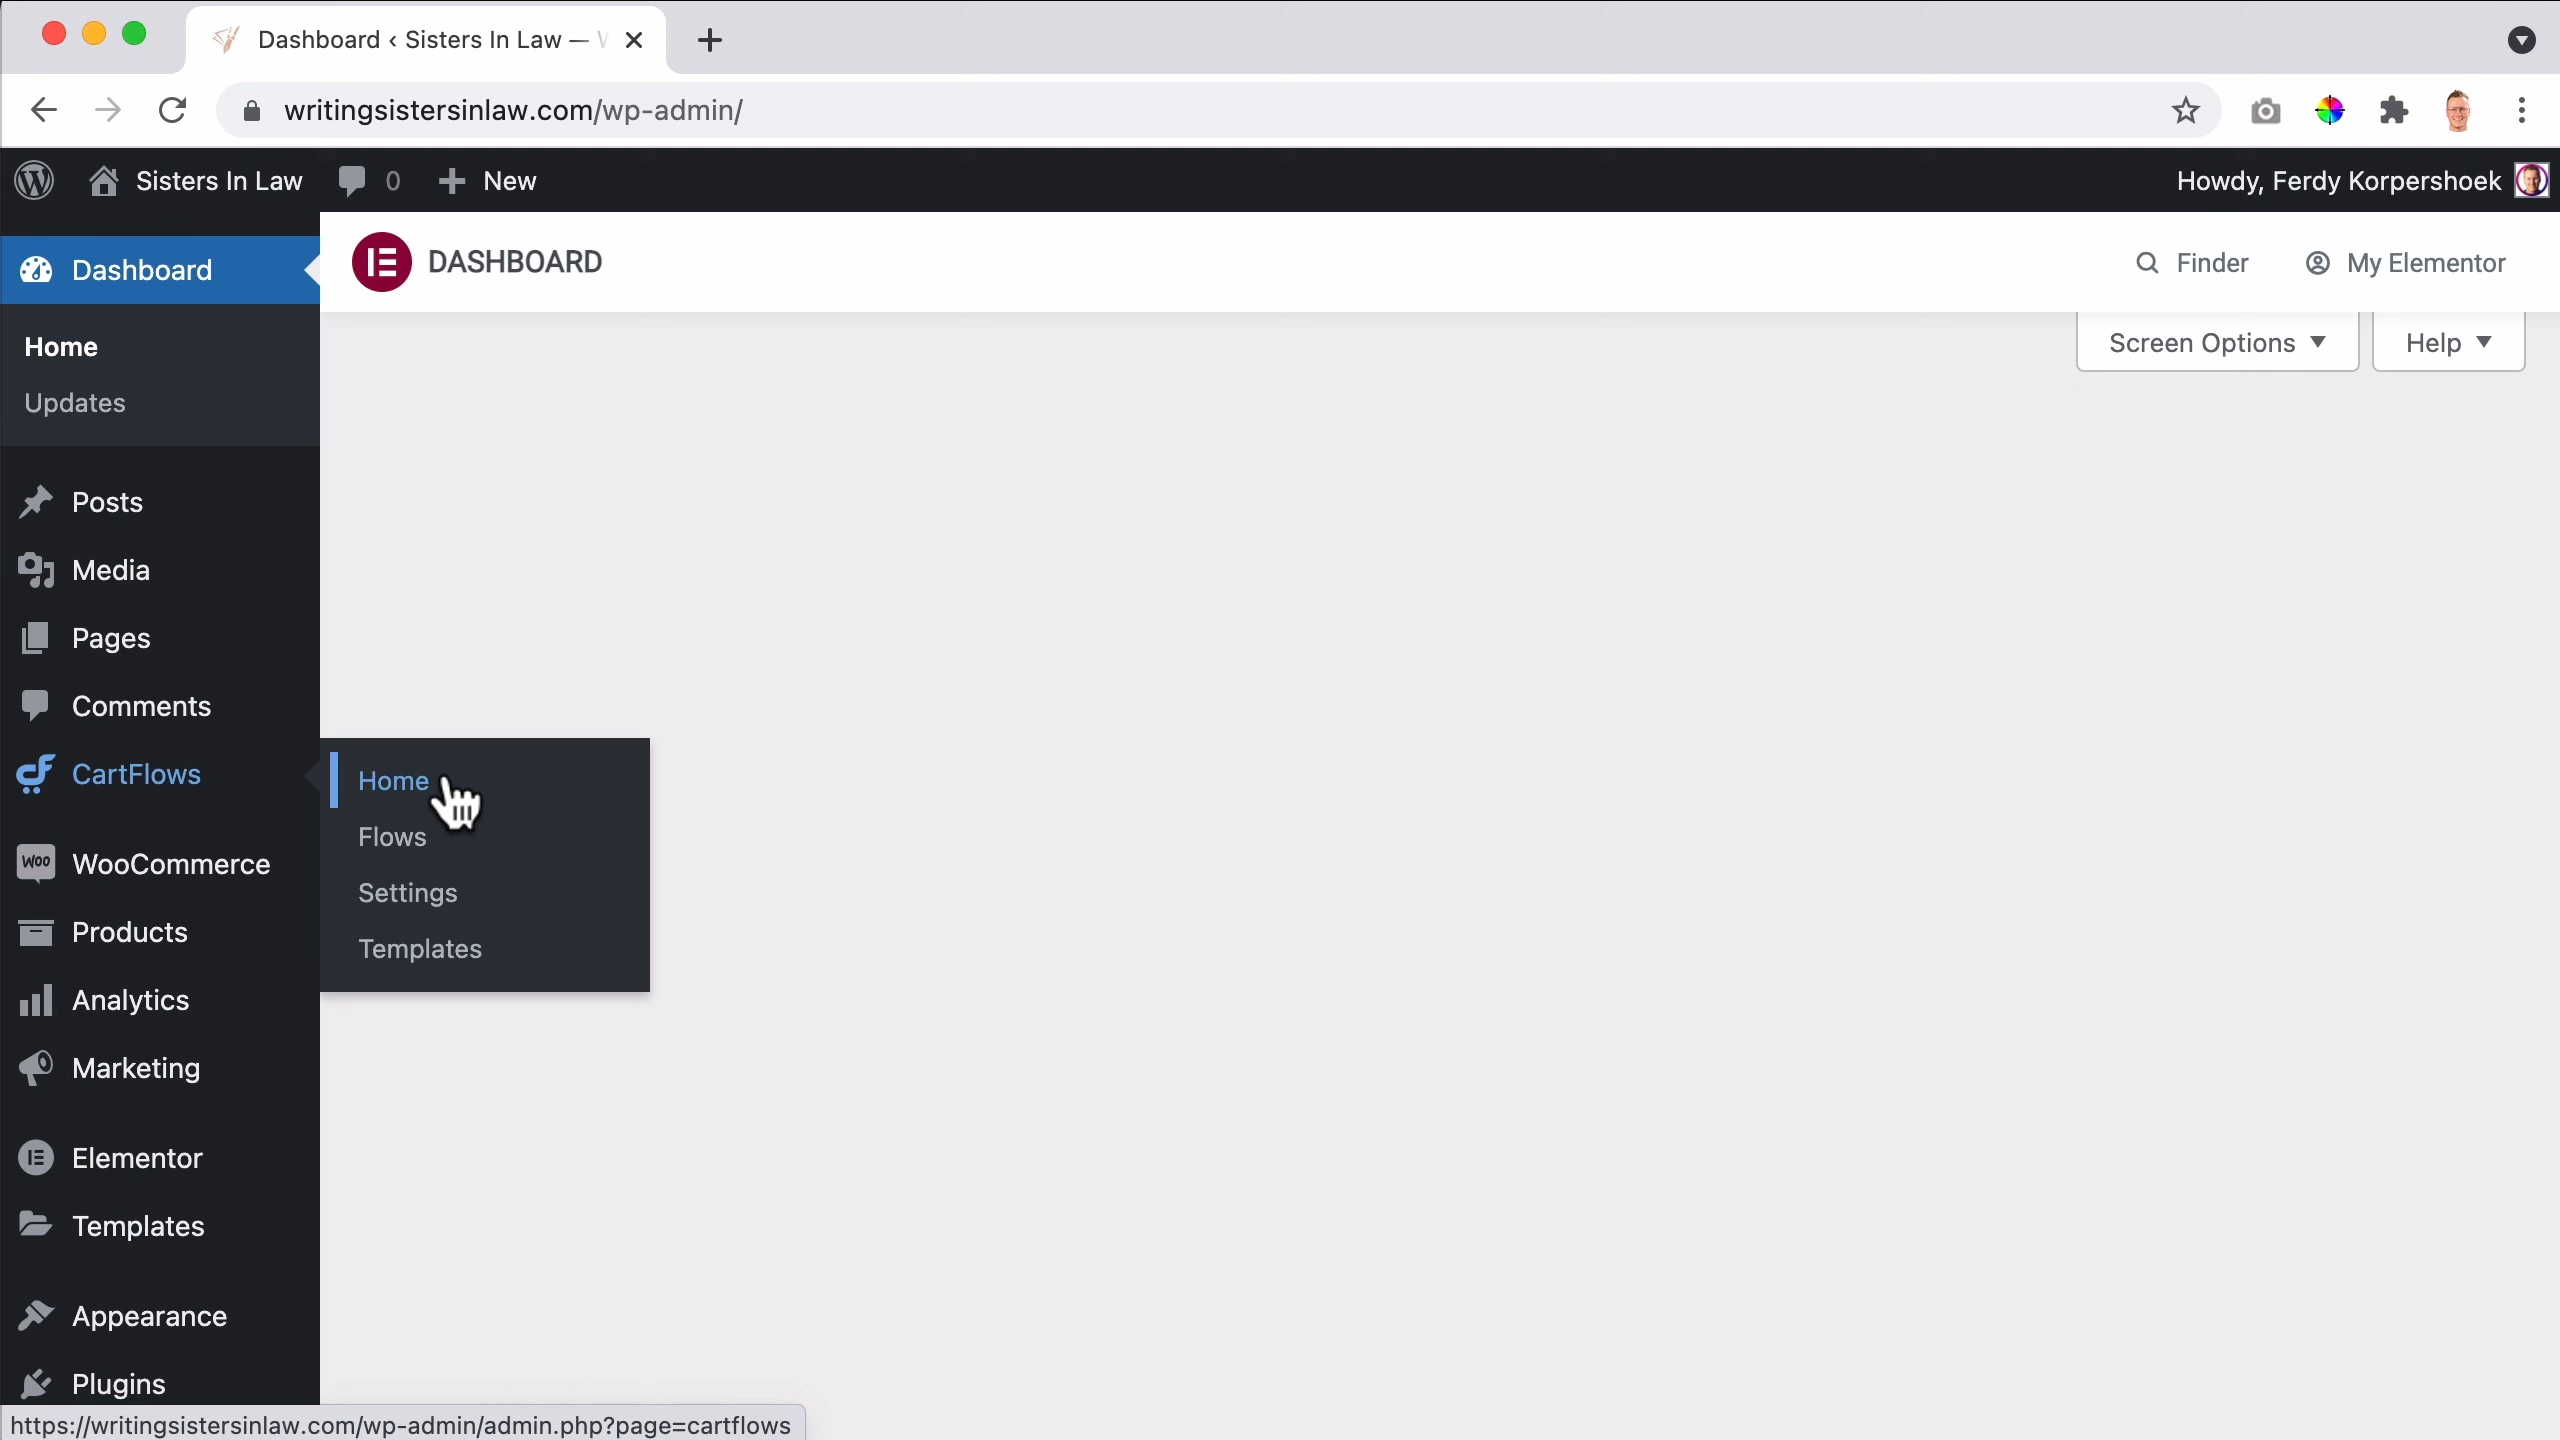 Dashboard ‹ Sisters In Law —
writingsistersinlaw.com/wp-admin/
Sisters In Law 0 New Howdy, Ferdy Korpershoek
Dashboard
DASHBOARD Finder My Elementor
Screen Options Help
Home
Updates
Posts
Media
Pages
Comments
CartFlows
Home
Flows
Settings
Templates
Woo WooCommerce
Products
Analytics
Marketing
Elementor
Templates
Appearance
Plugins
https://writingsistersinlaw.com/wp-admin/admin.php?page=cartflows